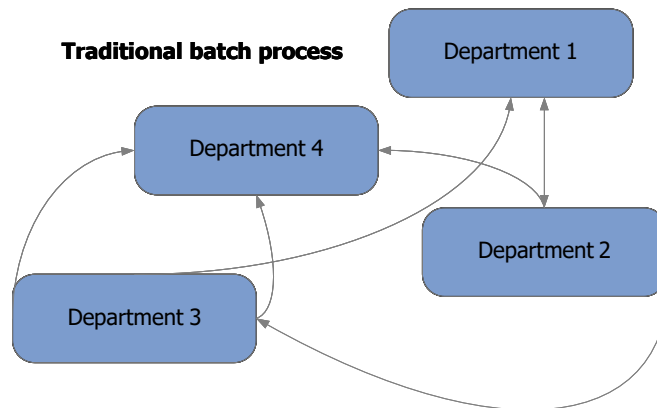 Traditional batch process
Department 1
Department 4
Department 2
Department 3